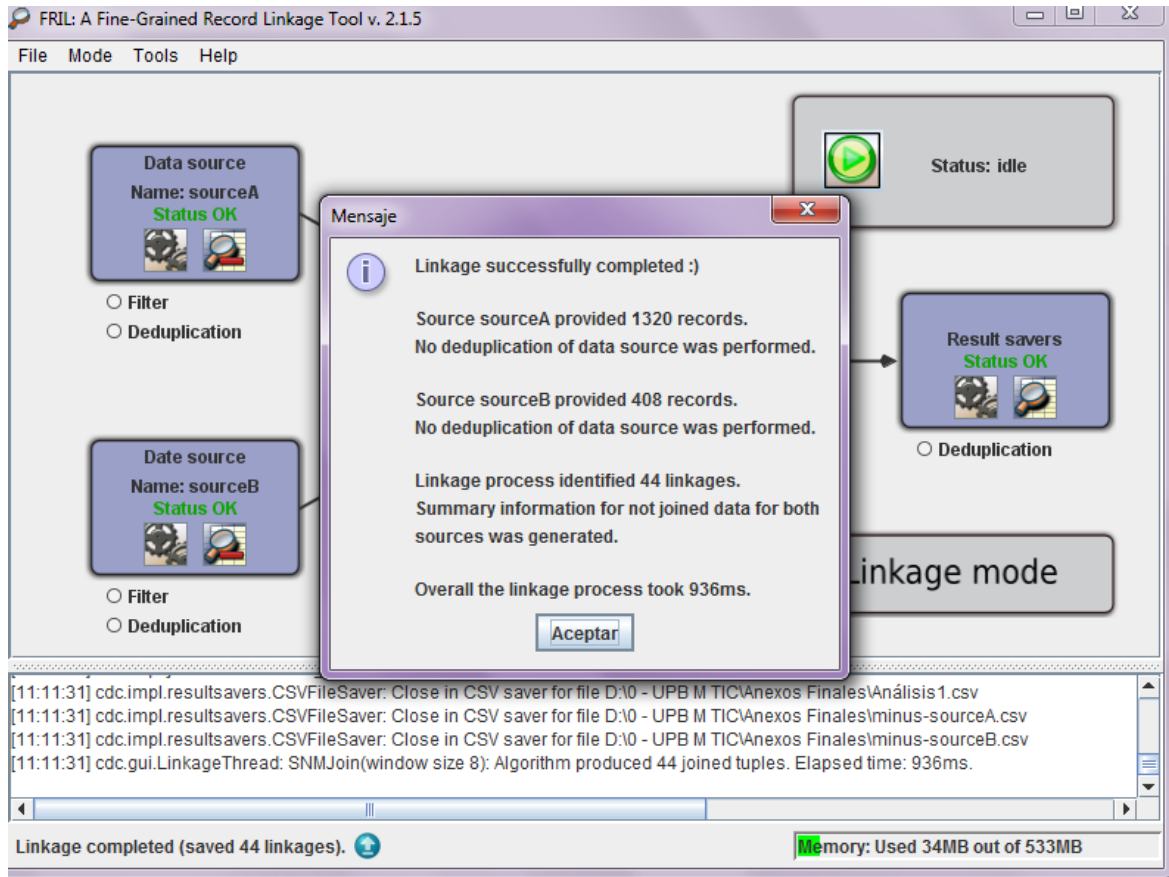 FRIL: A Fine-Grained Record Linkage Tool v. 2.1.5
File Mode Tools Help
Data source
Name: sourceA
Status OK
Filter
Deduplication
Date source
Name: sourceB
Status OK
Filter
Deduplication
Status: idle
Result savers
Status OK
Deduplication
Linkage mode
Mensaje
Linkage successfully completed :)
Source sourceA provided 1320 records.
No deduplication of data source was performed.
Source sourceB provided 408 records.
No deduplication of data source was performed.
Linkage process identified 44 linkages.
Summary information for not joined data for both
sources was generated.
Overall the linkage process took 936ms.
Aceptar
[11:11:31] cdc.impl.resultsavers.CSVFileSaver: Close in CSV saver for file D:\0 - UPB M TIC\Anexos Finales\Análisis1.csv
[11:11:31] cdc.impl.resultsavers.CSVFileSaver: Close in CSV saver for file D:\0 - UPB M TIC\Anexos Finales\minus-sourceA.csv
[11:11:31] cdc.impl.resultsavers.CSVFileSaver: Close in CSV saver for file D:\0 - UPB M TIC\Anexos Finales\minus-sourceB.csv
[11:11:31] cdc.gui.LinkageThread: SNMJoin(window size 8): Algorithm produced 44 joined tuples. Elapsed time: 936ms.
Linkage completed (saved 44 linkages).
Memory: Used 34MB out of 533MB